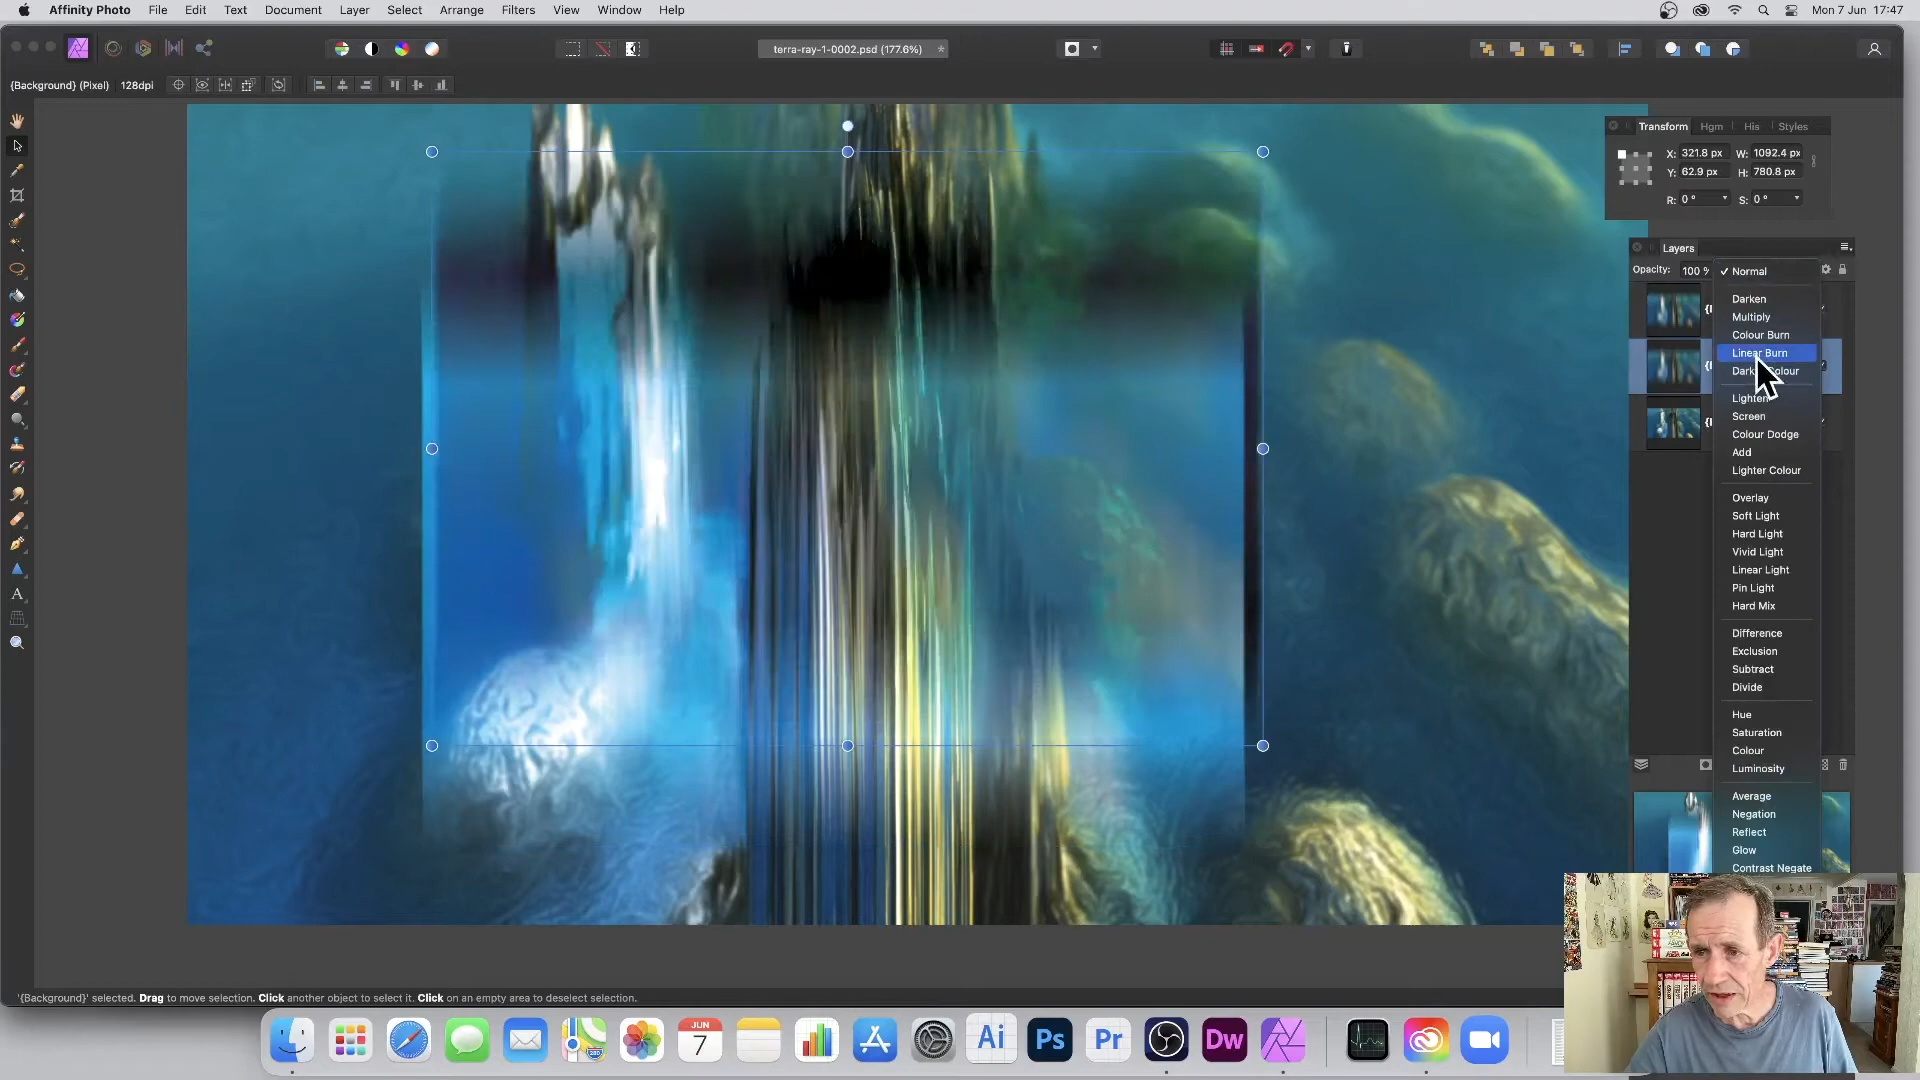 Affinity Photo File Edit Text Document Layer Select Arrange Filters View Window Help Mon 7 Jun 17:47
terra-ray-1-0002.psd (177.6%) *
{Background} (Pixel) 128dpi
Transform Hgm His Styles
X: 321.8 px W: 1092.4 px
Y: 62.9 px H: 780.8 px
R: 0 ° S: 0 °
Layers
Opacity: 100 % ✓ Normal
Darken
Multiply
Colour Burn
Linear Burn
Lighten
Screen
Colour Dodge
Add
Lighter Colour
Overlay
Soft Light
Hard Light
Vivid Light
Linear Light
Pin Light
Hard Mix
Difference
Exclusion
Subtract
Divide
Hue
Saturation
Colour
Luminosity
Average
Negation
Reflect
Glow
Contrast Negate
'{Background}' selected. Drag to move selection. Click another object to select it. Click on an empty area to deselect selection.
JUN
7
280
Ai Ps Pr Dw